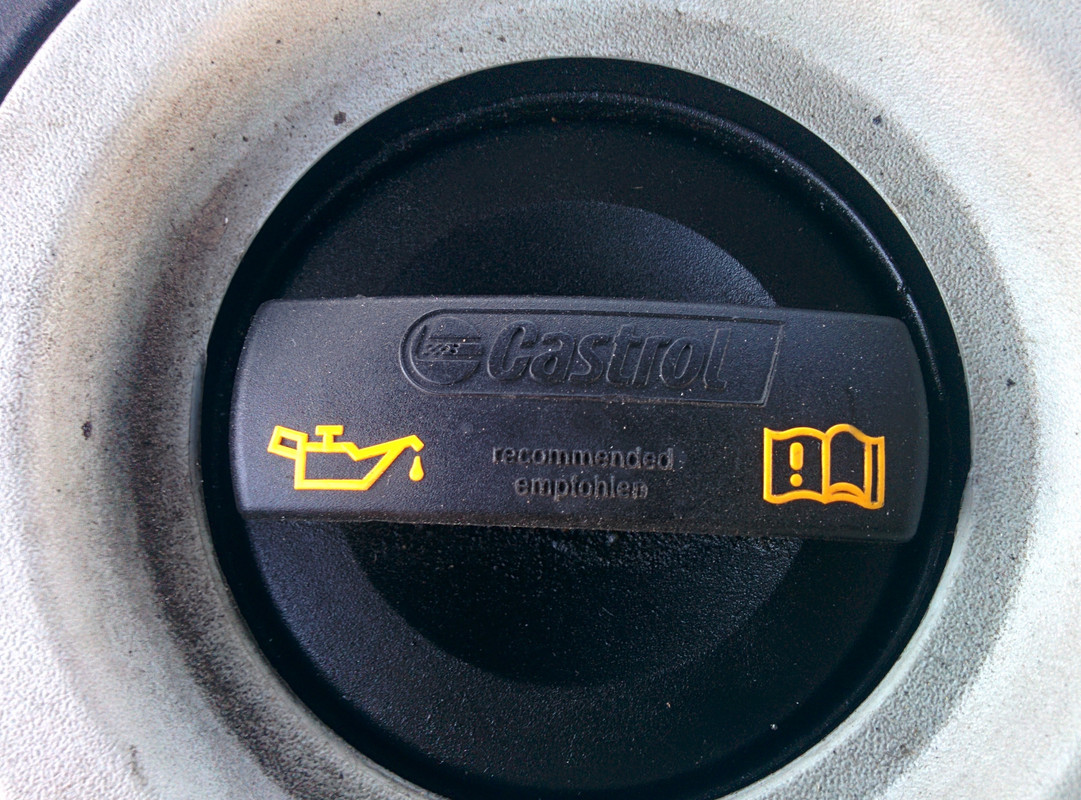 Castrol
recommended
empfohlen